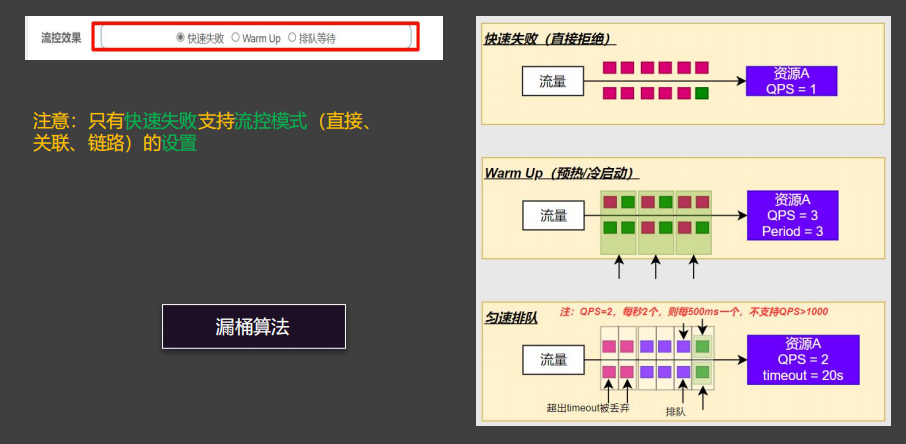 流控效果
快速失败 Warm Up 排队等待
注意：只有快速失败支持流控模式（直接、
关联、链路）的设置
漏桶算法
快速失败（直接拒绝）
流量
资源A
QPS = 1
Warm Up（预热/冷启动）
流量
资源A
QPS = 3
Period = 3
匀速排队
注：QPS=2，每秒2个，则每500ms一个，不支持QPS>1000
流量
资源A
QPS = 2
timeout = 20s
超出timeout被丢弃
排队